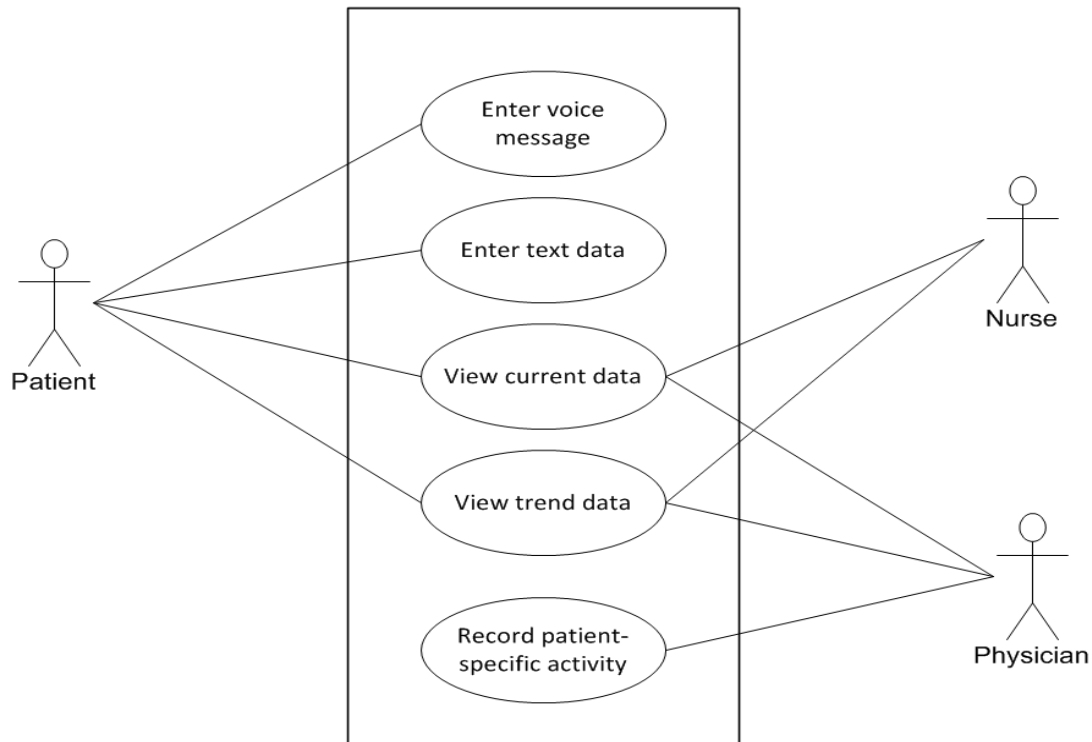 Enter voice
message
Enter text data
Nurse
Patient
View current data
View trend data
Record patient-
specific activity
Physician